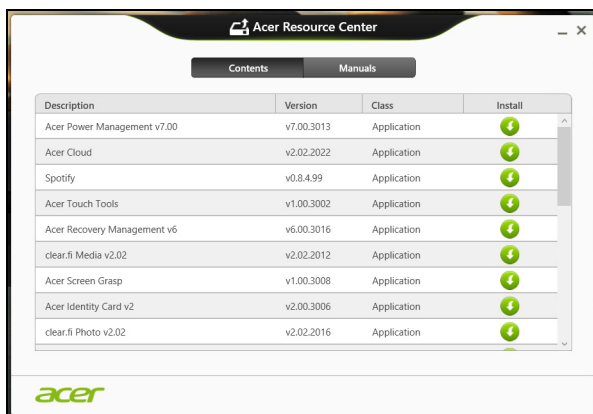 Acer Resource Center
Contents Manuals
Description Version Class Install
Acer Power Management v7.00 v7.00.3013 Application
Acer Cloud v2.02.2022 Application
Spotify v0.8.4.99 Application
Acer Touch Tools v1.00.3002 Application
Acer Recovery Management v6 v6.00.3016 Application
clear.fi Media v2.02 v2.02.2012 Application
Acer Screen Grasp v1.00.3008 Application
Acer Identity Card v2 v2.00.3006 Application
clear.fi Photo v2.02 v2.02.2016 Application
acer